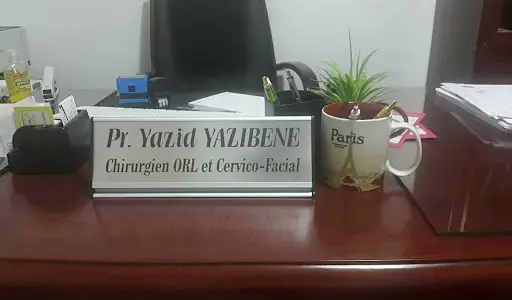 Pr. Yazid YAZIBENE
Chirurgien ORL et Cervico-Facial
Paris